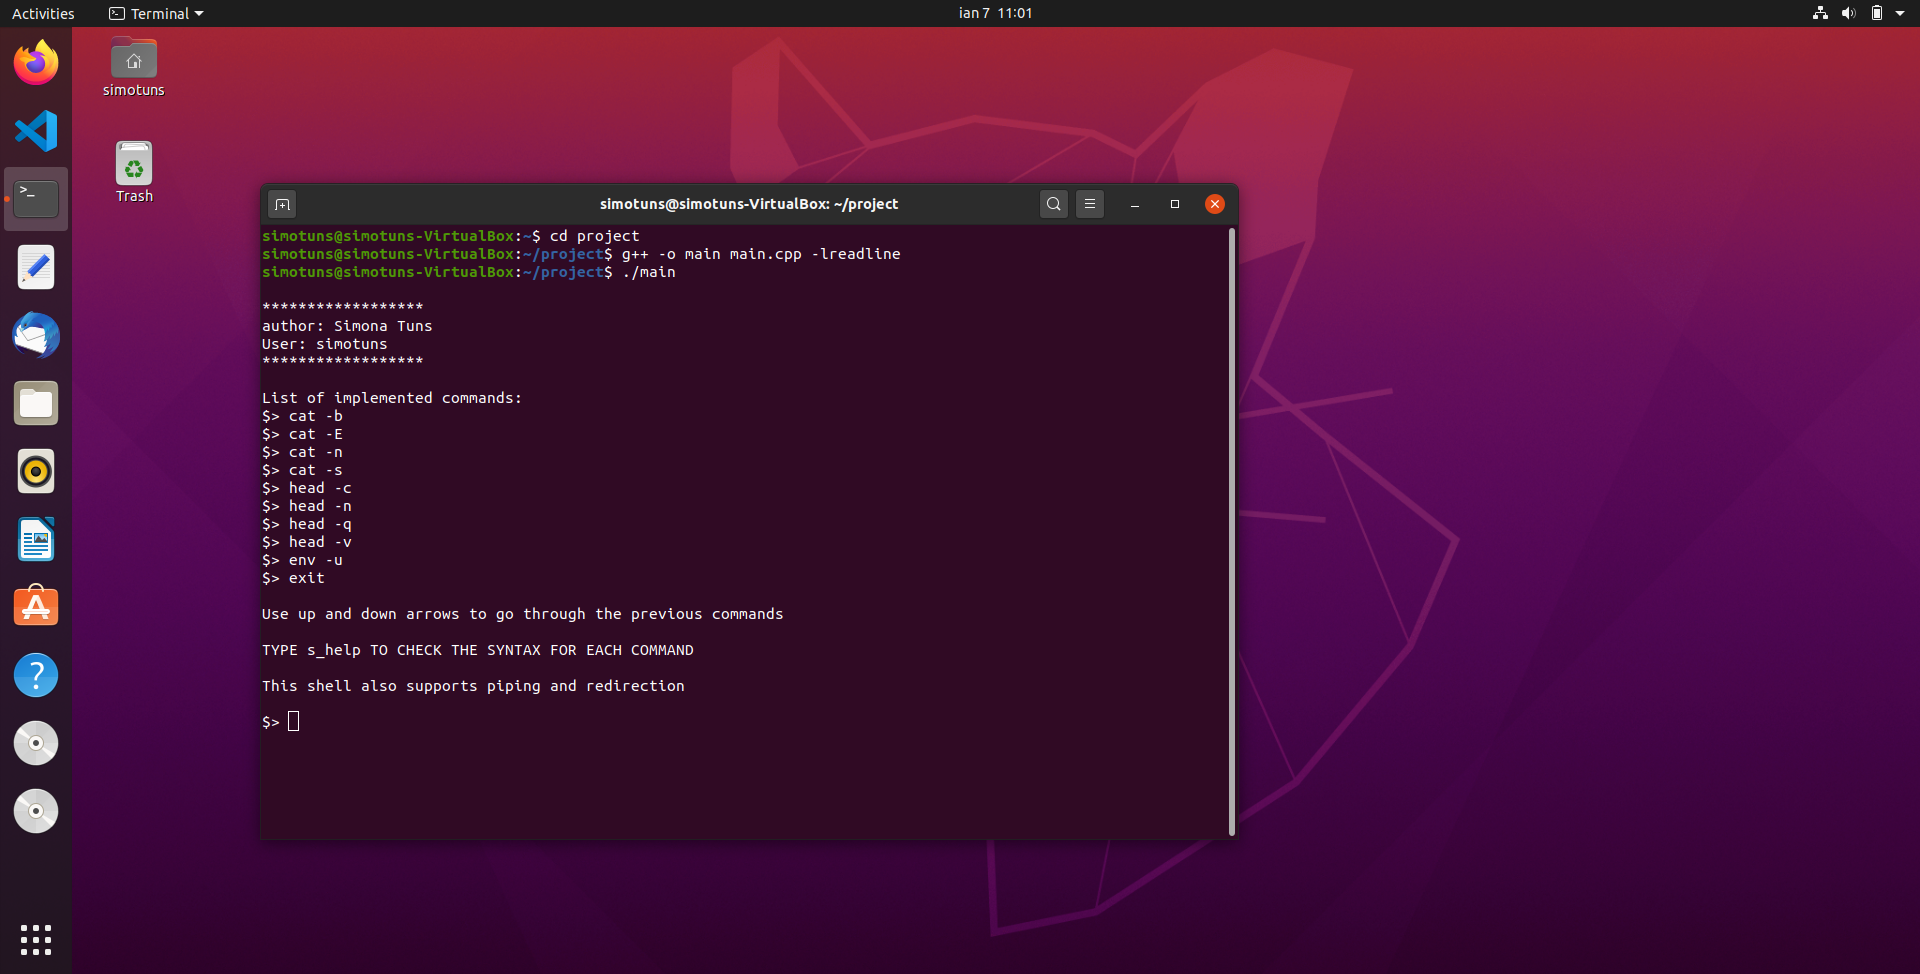 Activities
Terminal
ian 7 11:01
simotuns
Trash
simotuns@simotuns-VirtualBox: ~/project
simotuns@simotuns-VirtualBox:~$ cd project
simotuns@simotuns-VirtualBox:~/project$ g++ -o main main.cpp -lreadline
simotuns@simotuns-VirtualBox:~/project$ ./main
******************
author: Simona Tuns
User: simotuns
******************
List of implemented commands:
$> cat -b
$> cat -E
$> cat -n
$> cat -s
$> head -c
$> head -n
$> head -q
$> head -v
$> env -u
$> exit
Use up and down arrows to go through the previous commands
TYPE s_help TO CHECK THE SYNTAX FOR EACH COMMAND
This shell also supports piping and redirection
$>